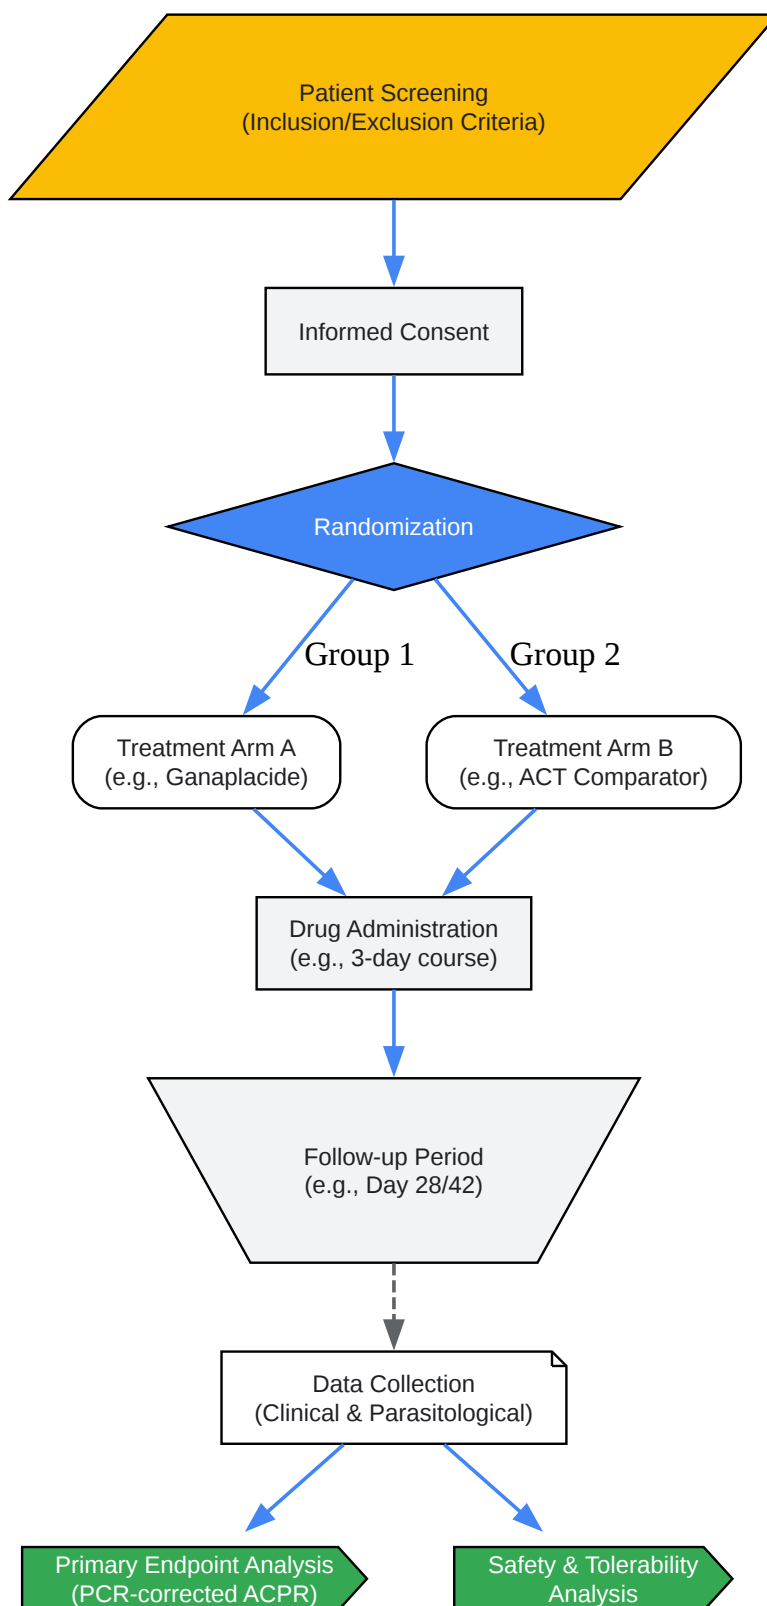 Patient Screening
(Inclusion/Exclusion Criteria)
Informed Consent
Randomization
Group 1
Group 2
Treatment Arm A
(e.g., Ganaplacide)
Treatment Arm B
(e.g., ACT Comparator)
Drug Administration
(e.g., 3-day course)
Follow-up Period
(e.g., Day 28/42)
Data Collection
(Clinical & Parasitological)
Primary Endpoint Analysis
(PCR-corrected ACPR)
Safety & Tolerability
Analysis